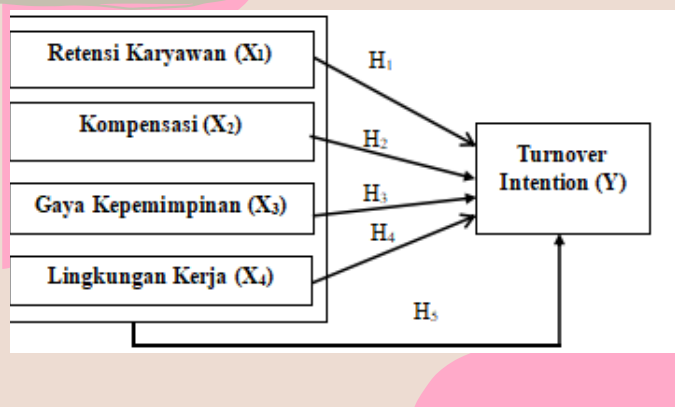 Retensi Karyawan (X₁)
H₁
Kompensasi (X₂)
H₂
Turnover
Intention (Y)
Gaya Kepemimpinan (X₃)
H₃
H₄
Lingkungan Kerja (X₄)
H₅